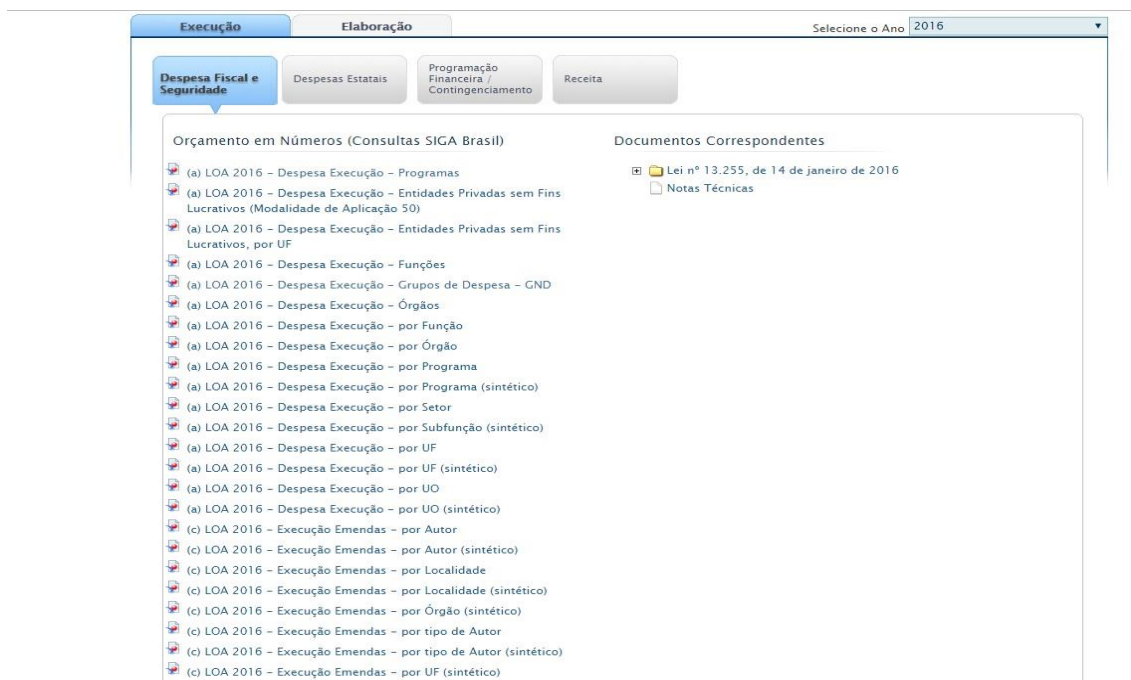 Execução
Elaboração
Selecione o Ano 2016
Despesa Fiscal e
Seguridade
Despesas Estatais
Programação
Financeira /
Contingenciamento
Receita
Orçamento em Números (Consultas SIGA Brasil)
(a) LOA 2016 – Despesa Execução – Programas
(a) LOA 2016 – Despesa Execução – Entidades Privadas sem Fins
Lucrativos (Modalidade de Aplicação 50)
(a) LOA 2016 – Despesa Execução – Entidades Privadas sem Fins
Lucrativos, por UF
(a) LOA 2016 – Despesa Execução – Funções
(a) LOA 2016 – Despesa Execução – Grupos de Despesa – GND
(a) LOA 2016 – Despesa Execução – Órgãos
(a) LOA 2016 – Despesa Execução – por Função
(a) LOA 2016 – Despesa Execução – por Órgão
(a) LOA 2016 – Despesa Execução – por Programa
(a) LOA 2016 – Despesa Execução – por Programa (sintético)
(a) LOA 2016 – Despesa Execução – por Setor
(a) LOA 2016 – Despesa Execução – por Subfunção (sintético)
(a) LOA 2016 – Despesa Execução – por UF
(a) LOA 2016 – Despesa Execução – por UF (sintético)
(a) LOA 2016 – Despesa Execução – por UO
(a) LOA 2016 – Despesa Execução – por UO (sintético)
(c) LOA 2016 – Execução Emendas – por Autor
(c) LOA 2016 – Execução Emendas – por Autor (sintético)
(c) LOA 2016 – Execução Emendas – por Localidade
(c) LOA 2016 – Execução Emendas – por Localidade (sintético)
(c) LOA 2016 – Execução Emendas – por Órgão (sintético)
(c) LOA 2016 – Execução Emendas – por tipo de Autor
(c) LOA 2016 – Execução Emendas – por tipo de Autor (sintético)
(c) LOA 2016 – Execução Emendas – por UF (sintético)
Documentos Correspondentes
Lei nº 13.255, de 14 de janeiro de 2016
Notas Técnicas